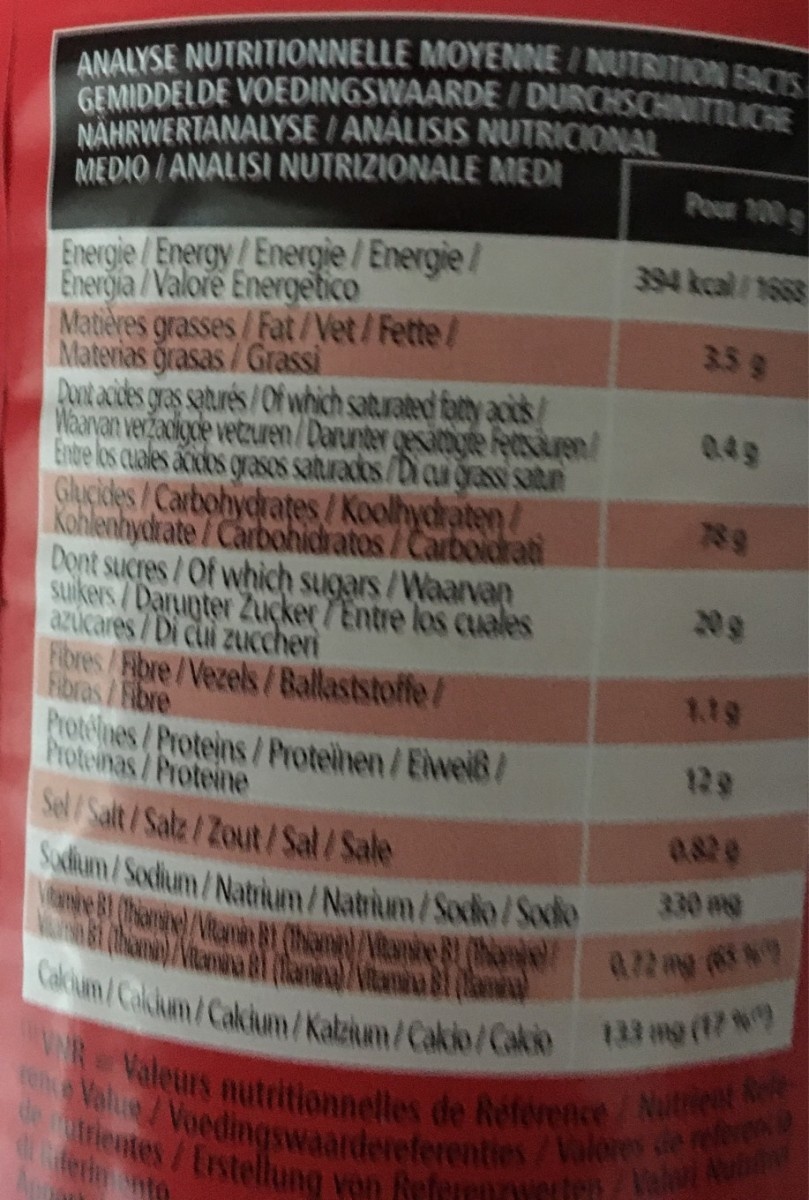 ANALYSE NUTRITIONNELLE MOYENNE / NUTRITION FACTS
GEMIDDELDE VOEDINGSWAARDE / DURCHSCHNITTLICHE
NÄHRWERTANALYSE / ANÁLISIS NUTRICIONAL
MEDIO / ANALISI NUTRIZIONALE MEDI
Pour 100 g
Energie / Energy / Energie / Energie /
Energía / Valore Energetico
394 kcal / 1668
Matières grasses / Fat / Vet / Fette /
Materias grasas / Grassi
3.5 g
Dont acides gras saturés / Of which saturated fatty acids /
Waarvan verzadigde vetzuren / Darunter gesättigte Fettsäuren /
Entre los cuales ácidos grasos saturados / Di cui grassi saturi
0.4 g
Glucides / Carbohydrates / Koolhydraten /
Kohlenhydrate / Carbohidratos / Carboidrati
78 g
Dont sucres / Of which sugars / Waarvan
suikers / Darunter Zucker / Entre los cuales
azúcares / Di cui zuccheri
20 g
Fibres / Fibre / Vezels / Ballaststoffe /
Fibras / Fibre
1.1 g
Protéines / Proteins / Proteïnen / Eiweiß /
Proteinas / Proteine
12 g
Sel / Salt / Salz / Zout / Sal / Sale
0.82 g
Sodium / Sodium / Natrium / Natrium / Sodio / Sodio
330 mg
Vitamine B1 (Thiamine) / Vitamin B1 (Thiamin) / Vitamine B1 (Thiamine) /
Vitamin B1 (Thiamin) / Vitamina B1 (Tiamina) / Vitamina B1 (Tiamina)
0.72 mg (65 %(*))
Calcium / Calcium / Calcium / Kalzium / Calcio / Calcio
133 mg (17 %(*))
VNR = Valeurs nutritionnelles de Référence / Nutrient Refe-
rence Value / Voedingswaardereferenties / Valores de referencia
de nutrientes / Erstellung von Referenzwerten / Valori Nutritivi
di Riferimento